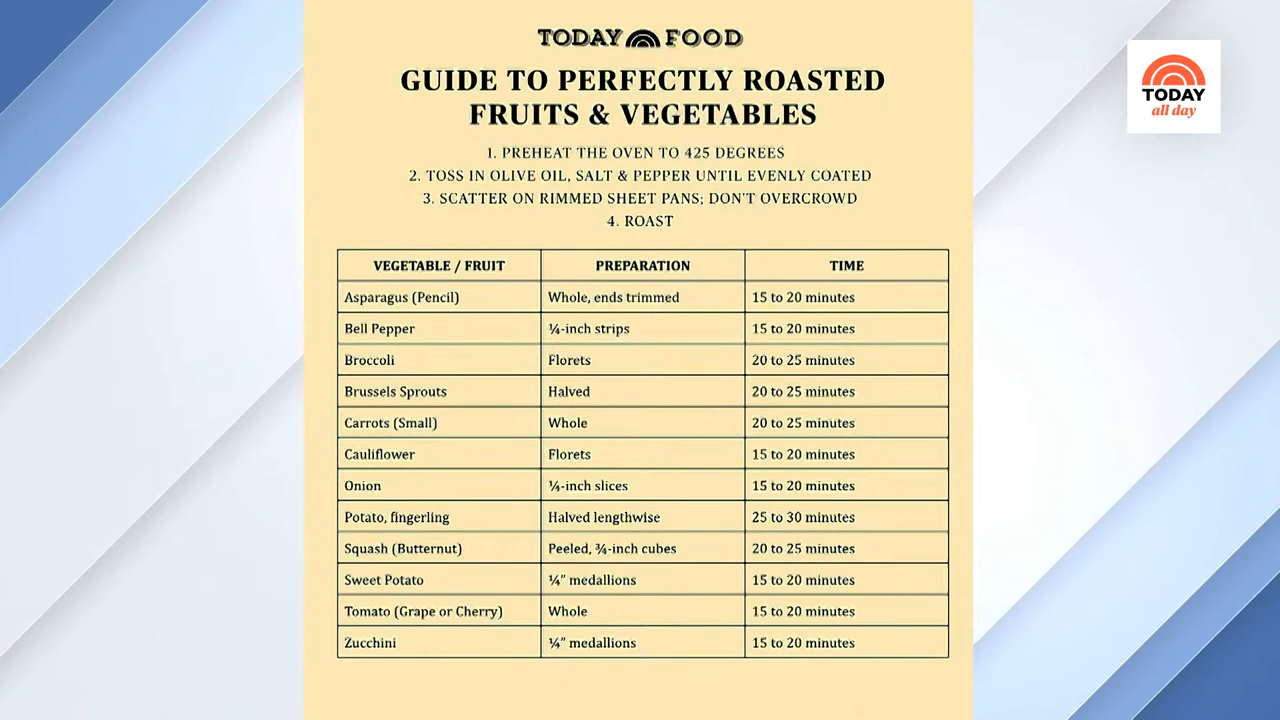 TODAY FOOD
GUIDE TO PERFECTLY ROASTED
FRUITS & VEGETABLES
1. PREHEAT THE OVEN TO 425 DEGREES
2. TOSS IN OLIVE OIL, SALT & PEPPER UNTIL EVENLY COATED
3. SCATTER ON RIMMED SHEET PANS; DON'T OVERCROWD
4. ROAST
VEGETABLE / FRUIT PREPARATION TIME
Asparagus (Pencil) Whole, ends trimmed 15 to 20 minutes
Bell Pepper ¼-inch strips 15 to 20 minutes
Broccoli Florets 20 to 25 minutes
Brussels Sprouts Halved 20 to 25 minutes
Carrots (Small) Whole 20 to 25 minutes
Cauliflower Florets 15 to 20 minutes
Onion ¼-inch slices 15 to 20 minutes
Potato, fingerling Halved lengthwise 25 to 30 minutes
Squash (Butternut) Peeled, ¾-inch cubes 20 to 25 minutes
Sweet Potato ¼” medallions 15 to 20 minutes
Tomato (Grape or Cherry) Whole 15 to 20 minutes
Zucchini ¼” medallions 15 to 20 minutes
TODAY
all day